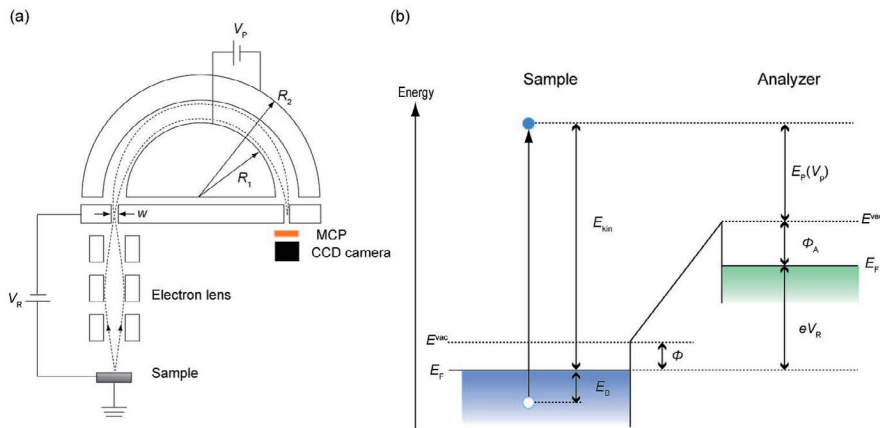 (a)
V_P
R_2
R_1
w
MCP
CCD camera
V_R
Electron lens
Sample
(b)
Sample
Analyzer
Energy
E_P(V_p)
E_kin
E^vac
Φ_A
E_F
E^vac
eV_R
Φ
E_F
E_B